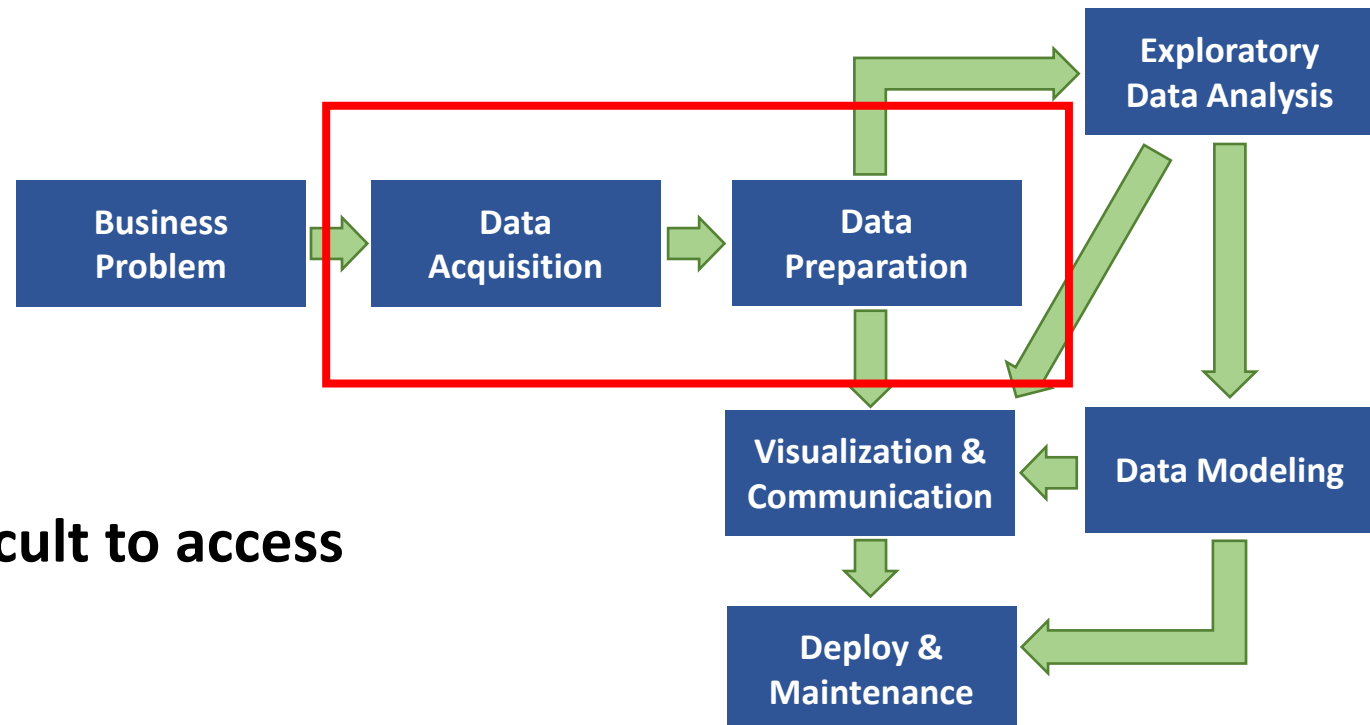 Exploratory
Data Analysis
Business
Problem
Data
Acquisition
Data
Preparation
Visualization &
Communication
Data Modeling
cult to access
Deploy &
Maintenance